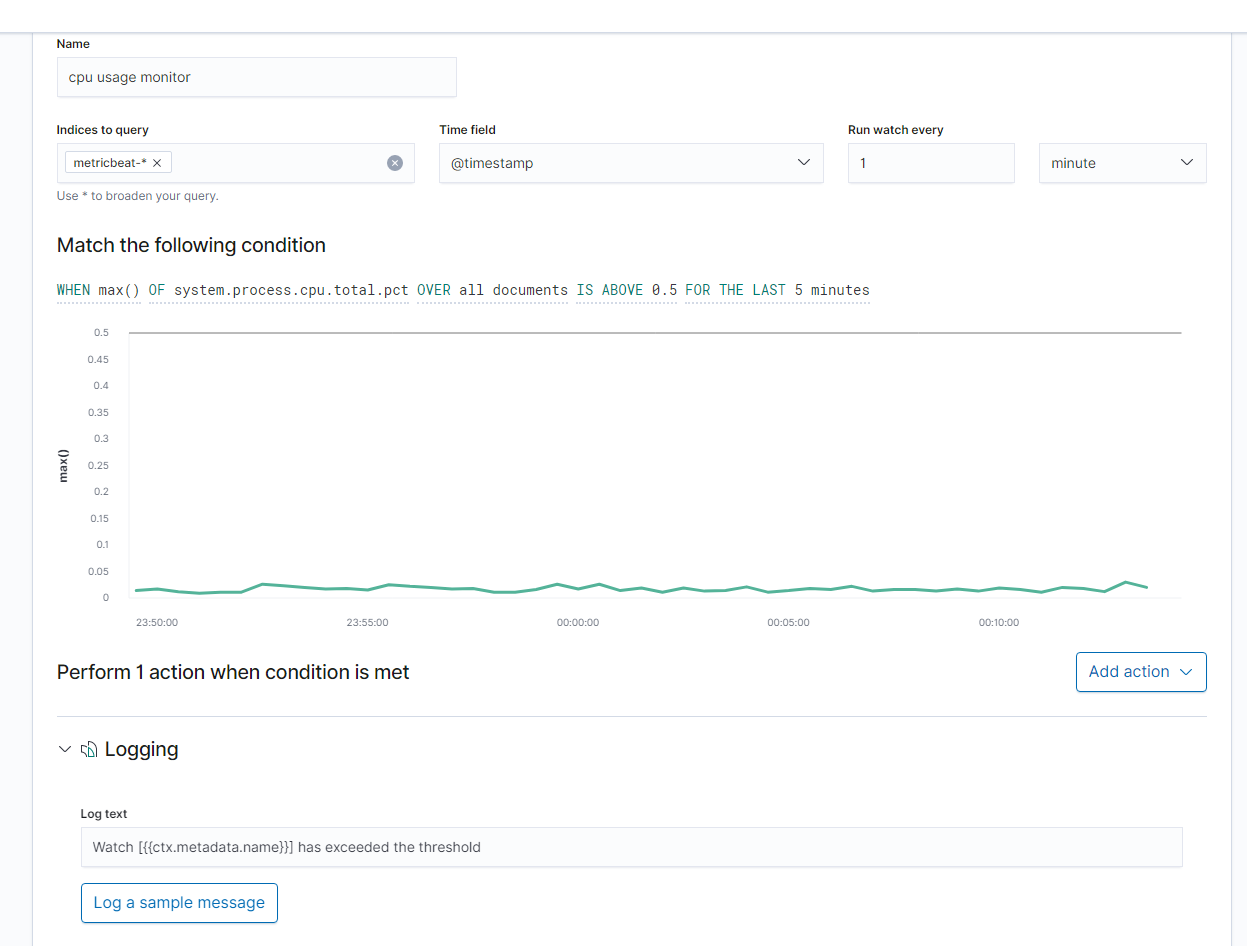 Name
cpu usage monitor
Indices to query
Time field
Run watch every
metricbeat-*
@timestamp
1
minute
Use * to broaden your query.
Match the following condition
WHEN max() OF system.process.cpu.total.pct OVER all documents IS ABOVE 0.5 FOR THE LAST 5 minutes
0.5
0.45
0.4
0.35
0.3
0.25
0.2
0.15
0.1
0.05
0
max()
23:50:00
23:55:00
00:00:00
00:05:00
00:10:00
Perform 1 action when condition is met
Add action
Logging
Log text
Watch [{{ctx.metadata.name}}] has exceeded the threshold
Log a sample message